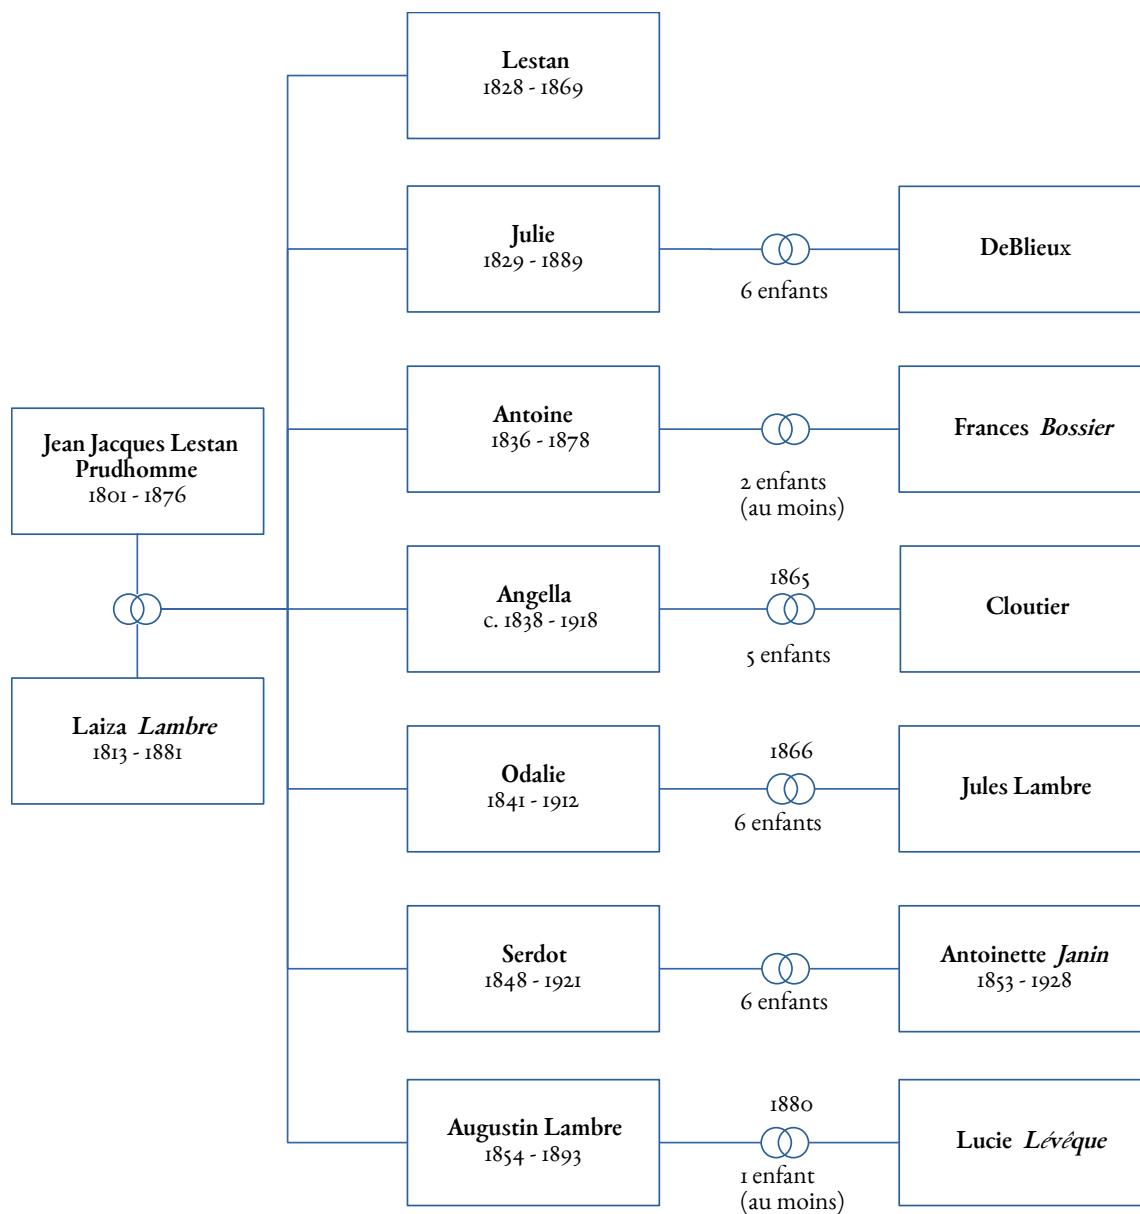 Lestan
1828 - 1869
Julie
1829 - 1889
6 enfants
DeBlieux
Antoine
1836 - 1878
2 enfants
(au moins)
Frances Bossier
Jean Jacques Lestan
Prudhomme
1801 - 1876
Angella
c. 1838 - 1918
1865
5 enfants
Cloutier
Laiza Lambre
1813 - 1881
Odalie
1841 - 1912
1866
6 enfants
Jules Lambre
Serdot
1848 - 1921
6 enfants
Antoinette Janin
1853 - 1928
Augustin Lambre
1854 - 1893
1880
1 enfant
(au moins)
Lucie Lévêque